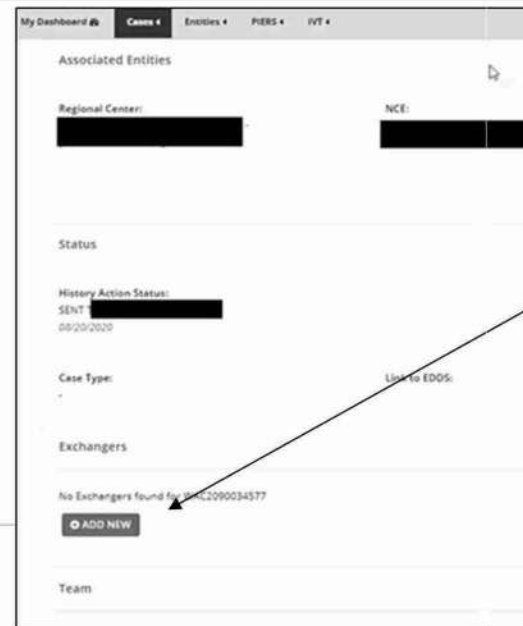 My Dashboard Cases Entities PIERS IVT
Associated Entities
Regional Center: NCE:
Status
History Action Status:
SENT
08/20/2020
Case Type: Link to EDOS:
-
Exchangers
No Exchangers found for WAC2090034577
ADD NEW
Team